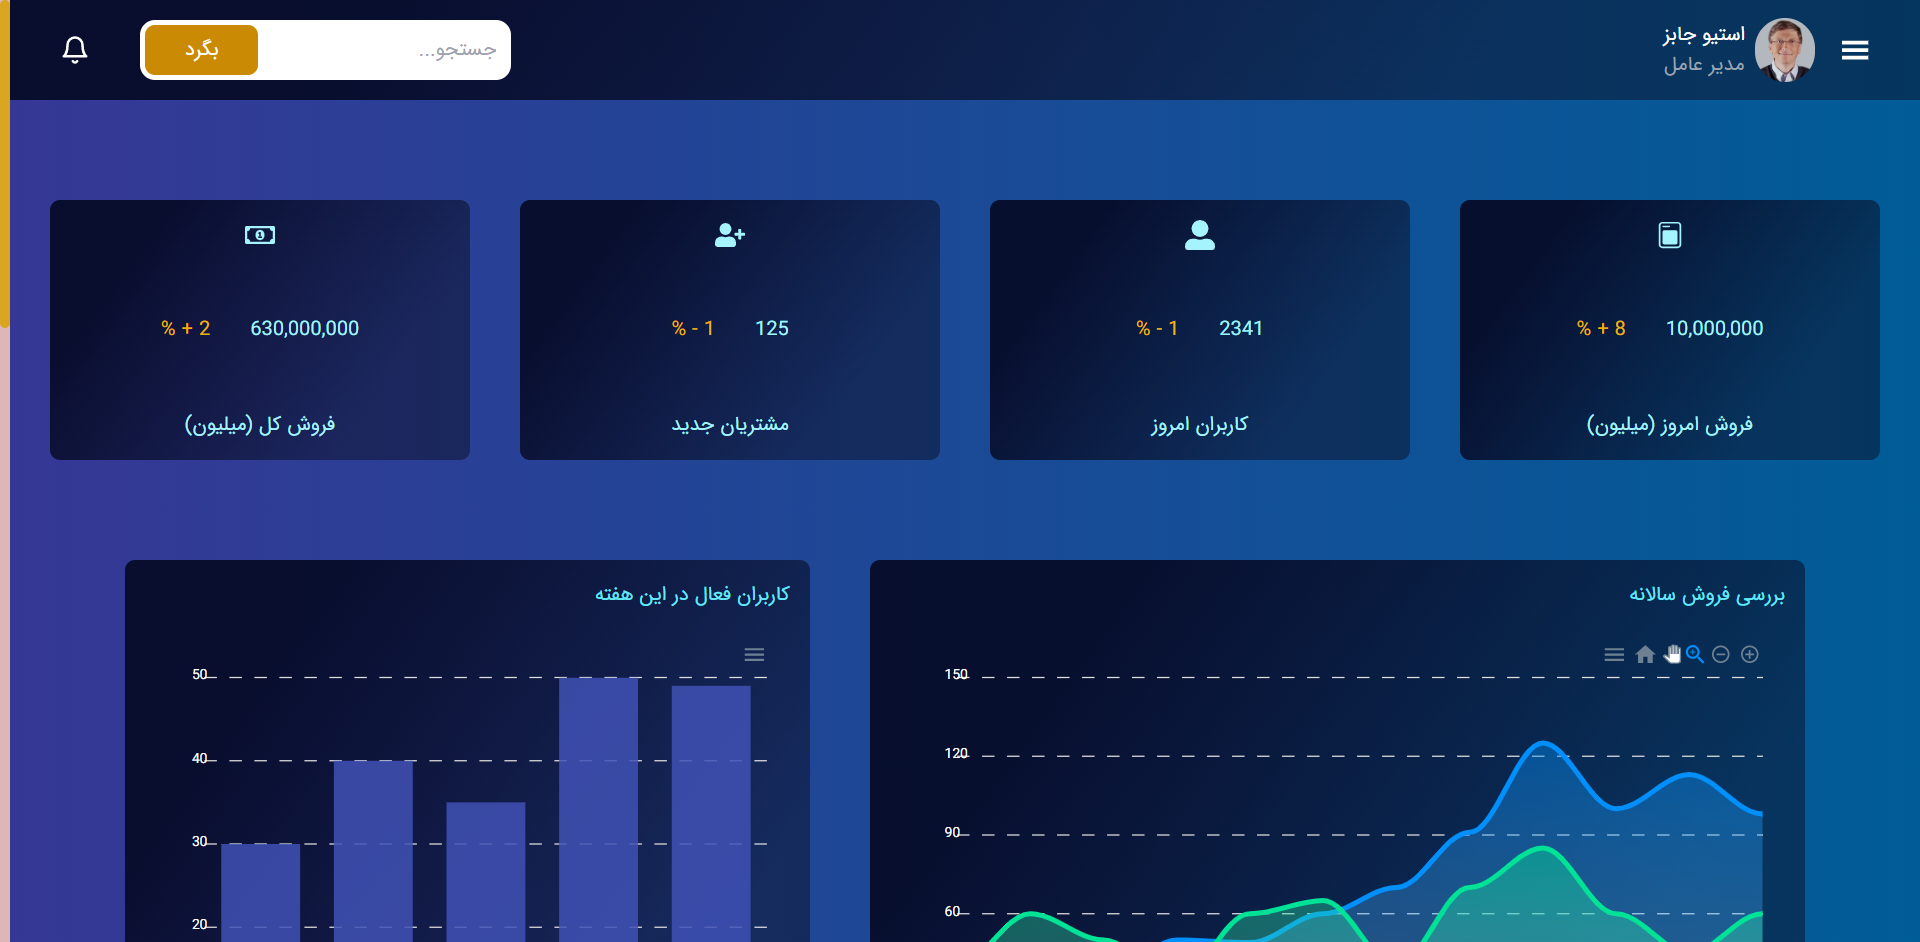 استیو جابز
مدیر عامل
جستجو...
بگرد
10,000,000
% + 8
فروش امروز (میلیون)
2341
% - 1
کاربران امروز
125
% - 1
مشتریان جدید
630,000,000
% + 2
فروش کل (میلیون)
بررسی فروش سالانه
150
120
90
60
کاربران فعال در این هفته
50
40
30
20